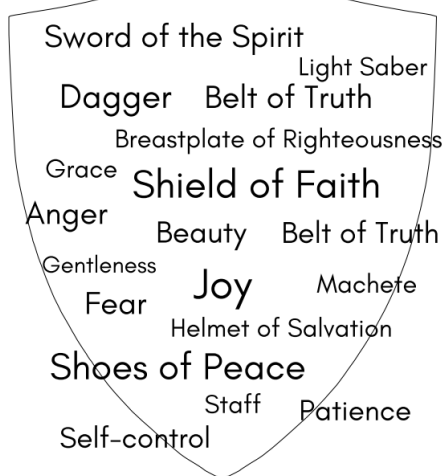 Sword of the Spirit
Light Saber
Dagger Belt of Truth
Breastplate of Righteousness
Grace
Shield of Faith
Anger
Beauty Belt of Truth
Gentleness
Joy Machete
Fear
Helmet of Salvation
Shoes of Peace
Staff Patience
Self-control